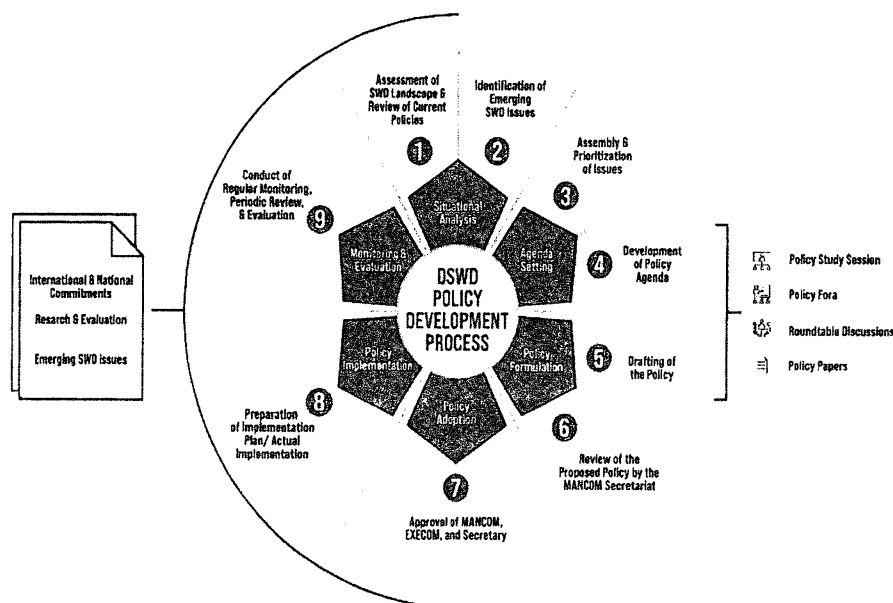 Assessment of
SWD Landscape &
Review of Current
Policies
1
Identification of
Emerging
SWD Issues
2
Assembly &
Prioritization
of Issues
3
Development
of Policy
Agenda
4
Drafting of
the Policy
5
Review of the
Proposed Policy by the
MANCOM Secretariat
6
Approval of MANCOM,
EXECOM, and Secretary
7
Preparation
of Implementation
Plan/ Actual
Implementation
8
Conduct of
Regular Monitoring,
Periodic Review,
& Evaluation
9
Situational
Analysis
Agenda
Setting
Policy
Formulation
Policy
Adoption
Policy
Implementation
Monitoring &
Evaluation
DSWD
POLICY
DEVELOPMENT
PROCESS
International & National
Commitments
Resarch & Evaluation
Emerging SWD issues
Policy Study Session
Policy Fora
Roundtable Discussions
Policy Papers